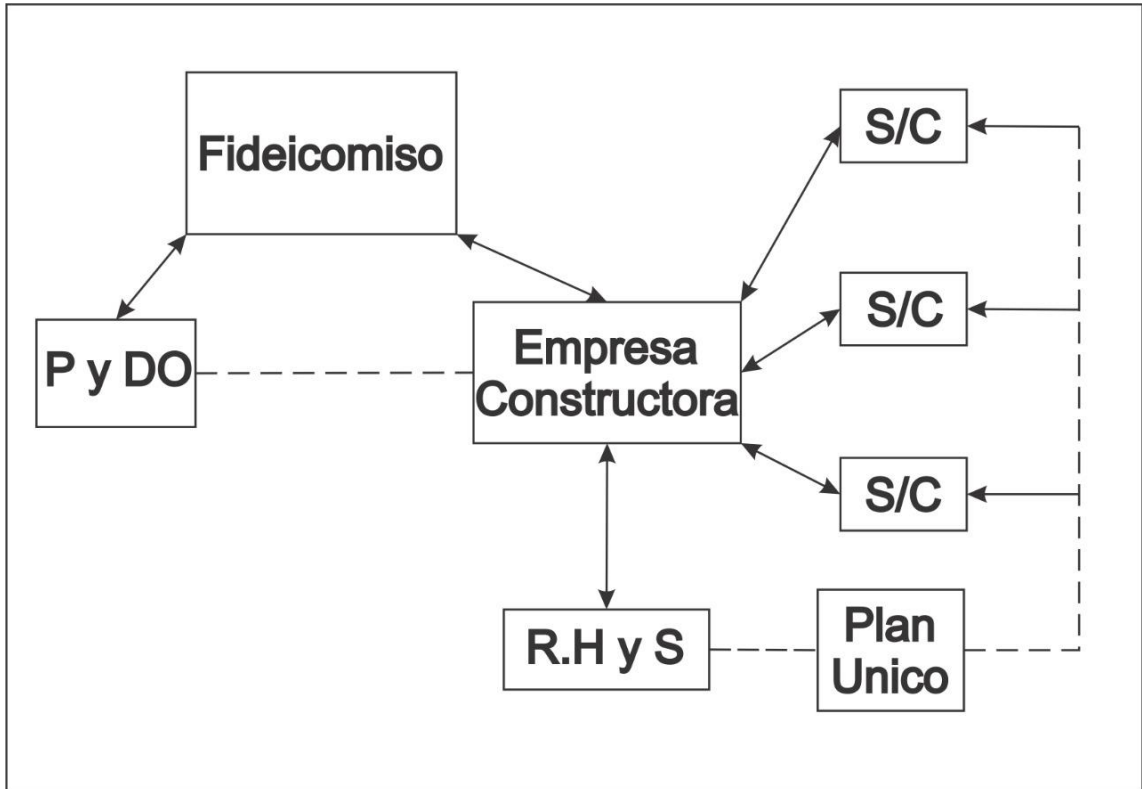 Fideicomiso
S/C
S/C
P y DO
Empresa
Constructora
S/C
R.H y S
Plan
Unico